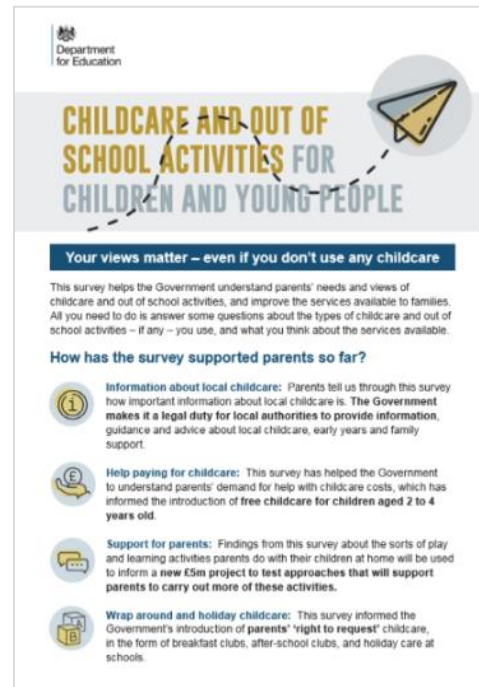 Department
for Education
CHILDCARE AND OUT OF
SCHOOL ACTIVITIES FOR
CHILDREN AND YOUNG PEOPLE
Your views matter – even if you don't use any childcare
This survey helps the Government understand parents' needs and views of
childcare and out of school activities, and improve the services available to families.
All you need to do is answer some questions about the types of childcare and out of
school activities – if any – you use, and what you think about the services available.
How has the survey supported parents so far?
i
Information about local childcare: Parents tell us through this survey
how important information about local childcare is. The Government
makes it a legal duty for local authorities to provide information,
guidance and advice about local childcare, early years and family
support.
£
Help paying for childcare: This survey has helped the Government
to understand parents' demand for help with childcare costs, which has
informed the introduction of free childcare for children aged 2 to 4
years old.
Support for parents: Findings from this survey about the sorts of play
and learning activities parents do with their children at home will be used
to inform a new £5m project to test approaches that will support
parents to carry out more of these activities.
A
B
Wrap around and holiday childcare: This survey informed the
Government's introduction of parents' 'right to request' childcare,
in the form of breakfast clubs, after-school clubs, and holiday care at
schools.